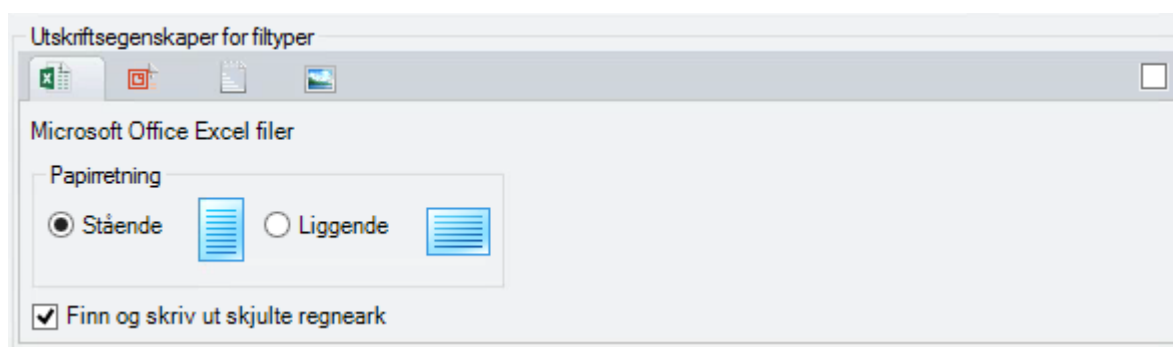 Utskriftsegenskaper for filtyper
Microsoft Office Excel filer
Papirretning
Stående Liggende
Finn og skriv ut skjulte regneark